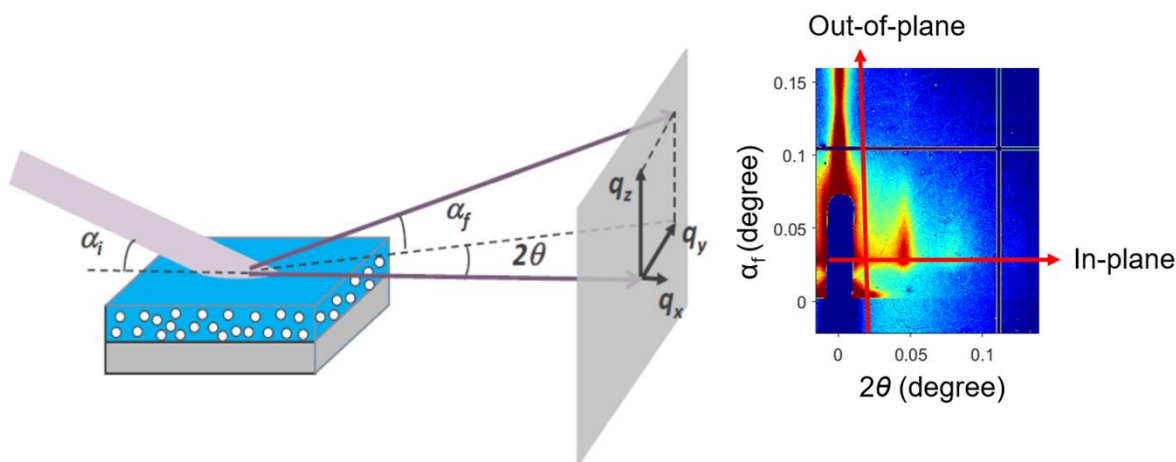 αi
αf
2θ
qz
qy
qx
Out-of-plane
0.15
0.1
0.05
0
αf (degree)
In-plane
0
0.05
0.1
2θ (degree)